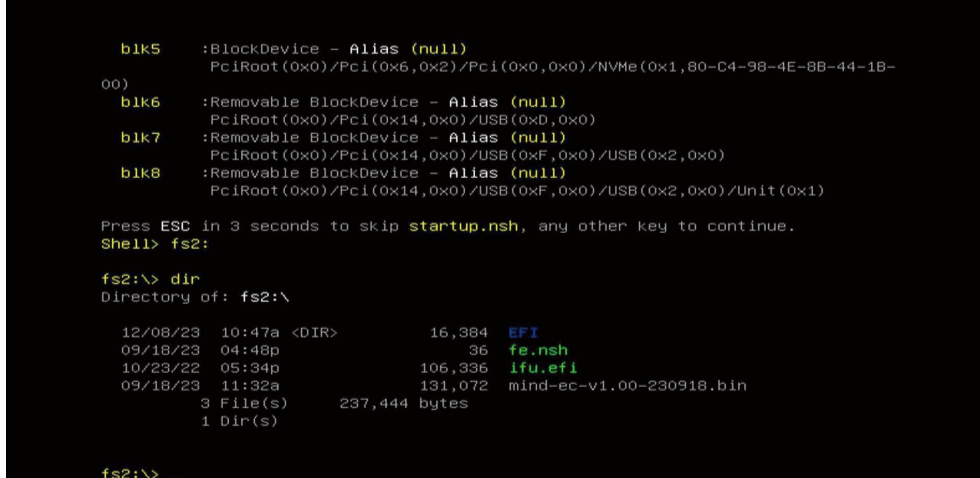 blk5 :BlockDevice - Alias (null)
PciRoot(0x0)/Pci(0x6,0x2)/Pci(0x0,0x0)/NVMe(0x1,80-C4-98-4E-8B-44-1B-
00)
blk6 :Removable BlockDevice - Alias (null)
PciRoot(0x0)/Pci(0x14,0x0)/USB(0xD,0x0)
blk7 :Removable BlockDevice - Alias (null)
PciRoot(0x0)/Pci(0x14,0x0)/USB(0xF,0x0)/USB(0x2,0x0)
blk8 :Removable BlockDevice - Alias (null)
PciRoot(0x0)/Pci(0x14,0x0)/USB(0xF,0x0)/USB(0x2,0x0)/Unit(0x1)
Press ESC in 3 seconds to skip startup.nsh, any other key to continue.
Shell> fs2:
fs2:\> dir
Directory of: fs2:\
12/08/23 10:47a <DIR> 16,384 EFI
09/18/23 04:48p 36 fe.nsh
10/23/22 05:34p 106,336 ifu.efi
09/18/23 11:32a 131,072 mind-ec-v1.00-230918.bin
3 File(s) 237,444 bytes
1 Dir(s)
fs2:\>